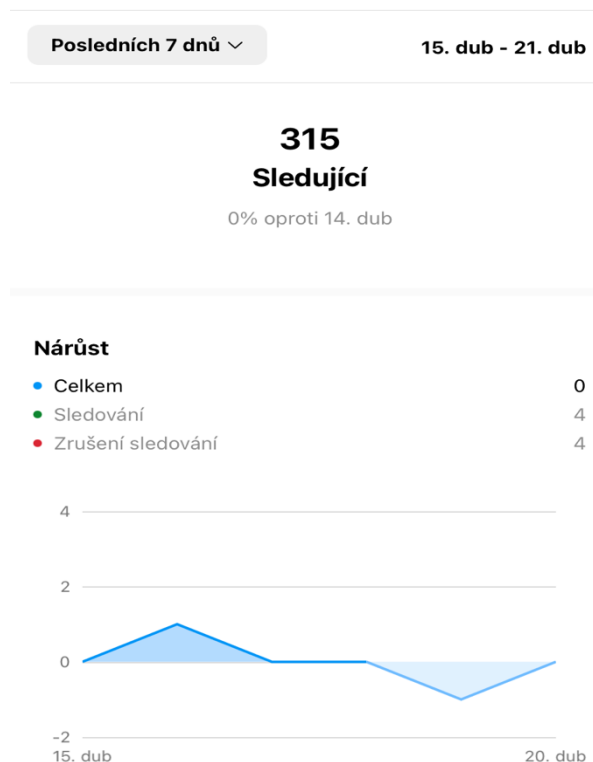 Posledních 7 dnů
15. dub - 21. dub
315
Sledující
0% oproti 14. dub
Nárůst
Celkem 0
Sledování 4
Zrušení sledování 4
4
2
0
-2
15. dub 20. dub